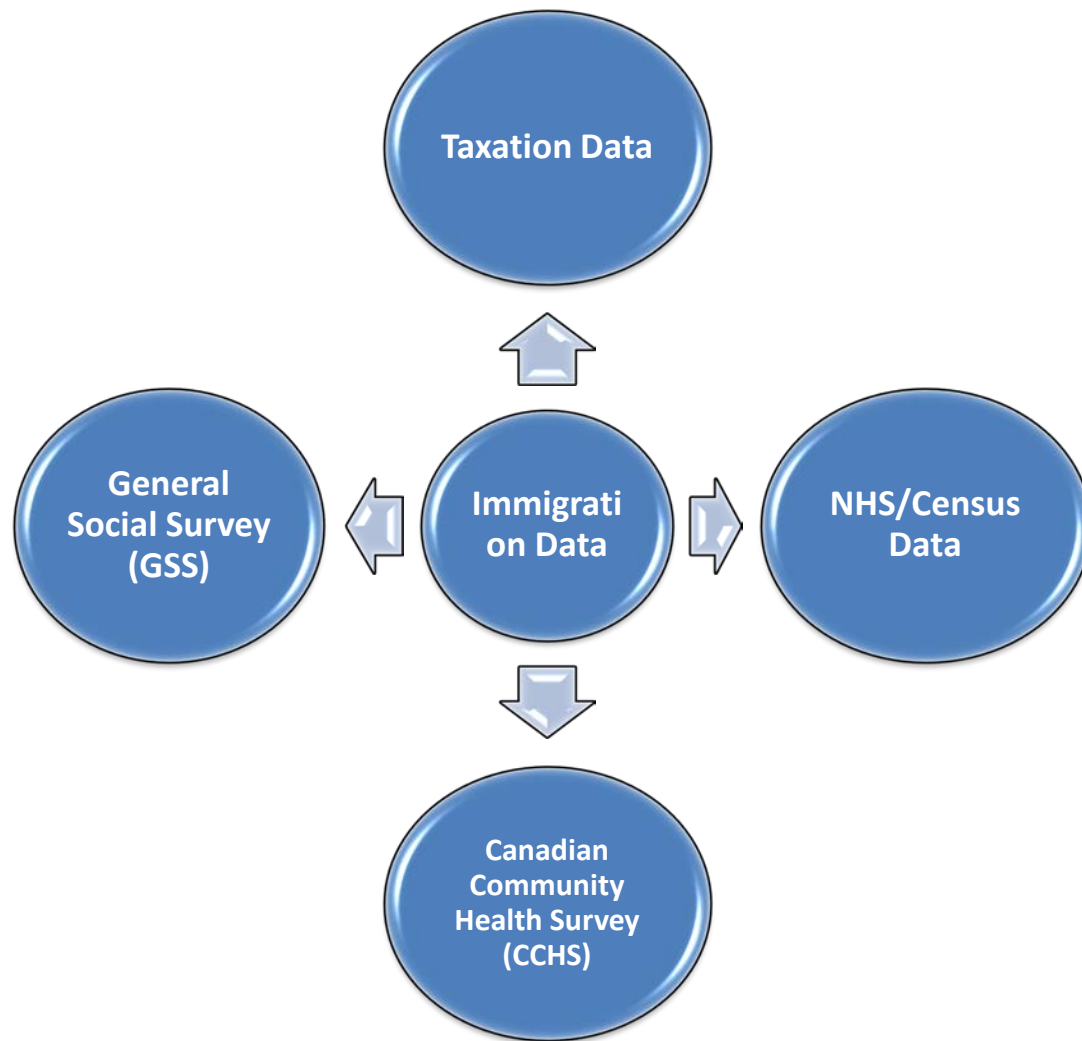 Taxation Data
General
Social Survey
(GSS)
Immigrati
on Data
NHS/Census
Data
Canadian
Community
Health Survey
(CCHS)